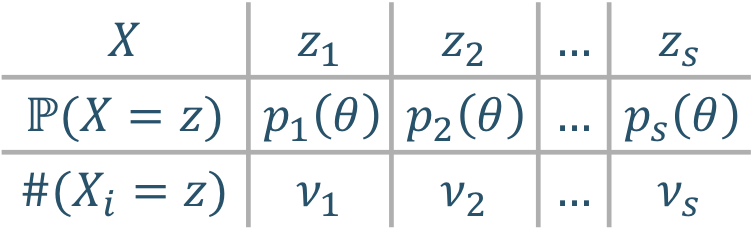 X z₁ z₂ ... zₛ
ℙ(X = z) p₁(θ) p₂(θ) ... pₛ(θ)
#(Xᵢ = z) ν₁ ν₂ ... νₛ